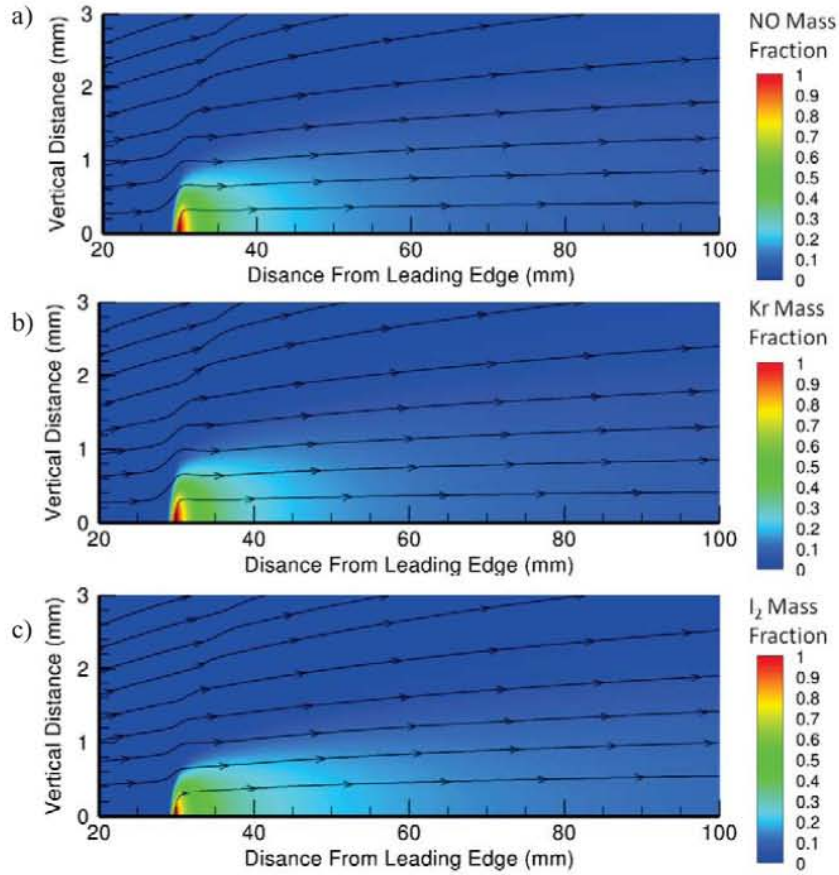 a)
NO Mass
Fraction
3
2
1
0
Vertical Distance (mm)
20 40 60 80 100
Disance From Leading Edge (mm)
1
0.9
0.8
0.7
0.6
0.5
0.4
0.3
0.2
0.1
0
b)
Kr Mass
Fraction
3
2
1
0
Vertical Distance (mm)
20 40 60 80 100
Disance From Leading Edge (mm)
1
0.9
0.8
0.7
0.6
0.5
0.4
0.3
0.2
0.1
0
c)
I₂ Mass
Fraction
3
2
1
0
Vertical Distance (mm)
20 40 60 80 100
Disance From Leading Edge (mm)
1
0.9
0.8
0.7
0.6
0.5
0.4
0.3
0.2
0.1
0